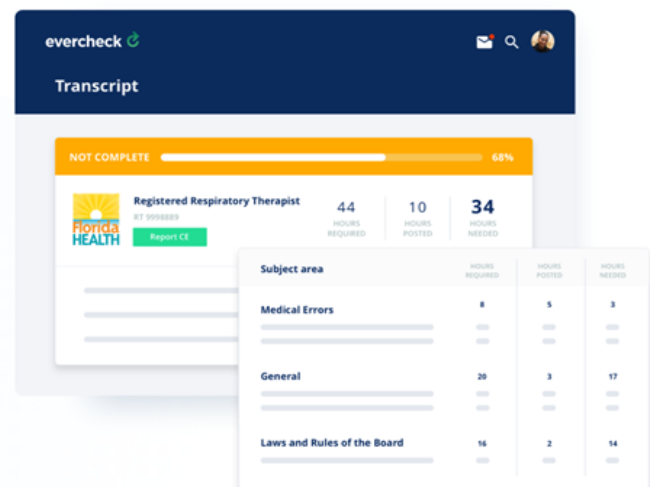 evercheck
Transcript
NOT COMPLETE 68%
Florida
HEALTH
Registered Respiratory Therapist
RT 9998889
Report CE
44
HOURS
REQUIRED
10
HOURS
POSTED
34
HOURS
NEEDED
Subject area
HOURS
REQUIRED
HOURS
POSTED
HOURS
NEEDED
Medical Errors 8 5 3
General 20 3 17
Laws and Rules of the Board 16 2 14